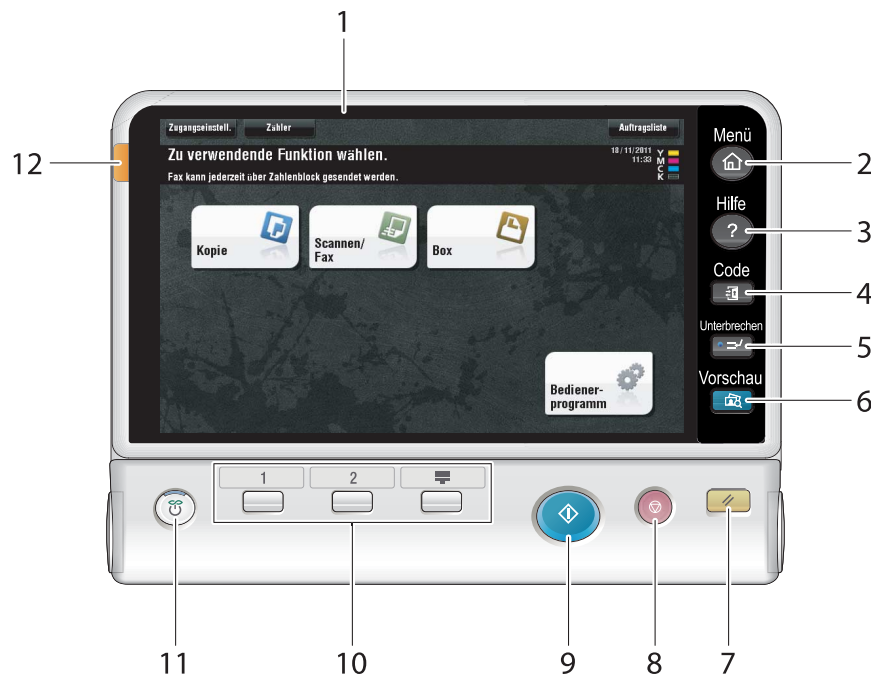 1
Zugangseinstell. Zähler Auftragsliste
Zu verwendende Funktion wählen.
18/11/2011
11:33
Y
M
C
K
Fax kann jederzeit über Zahlenblock gesendet werden.
Kopie
Scannen/
Fax
Box
Bediener-
programm
Menü
2
Hilfe
?
3
Code
4
Unterbrechen
5
Vorschau
6
12
1 2
11 10 9 8 7